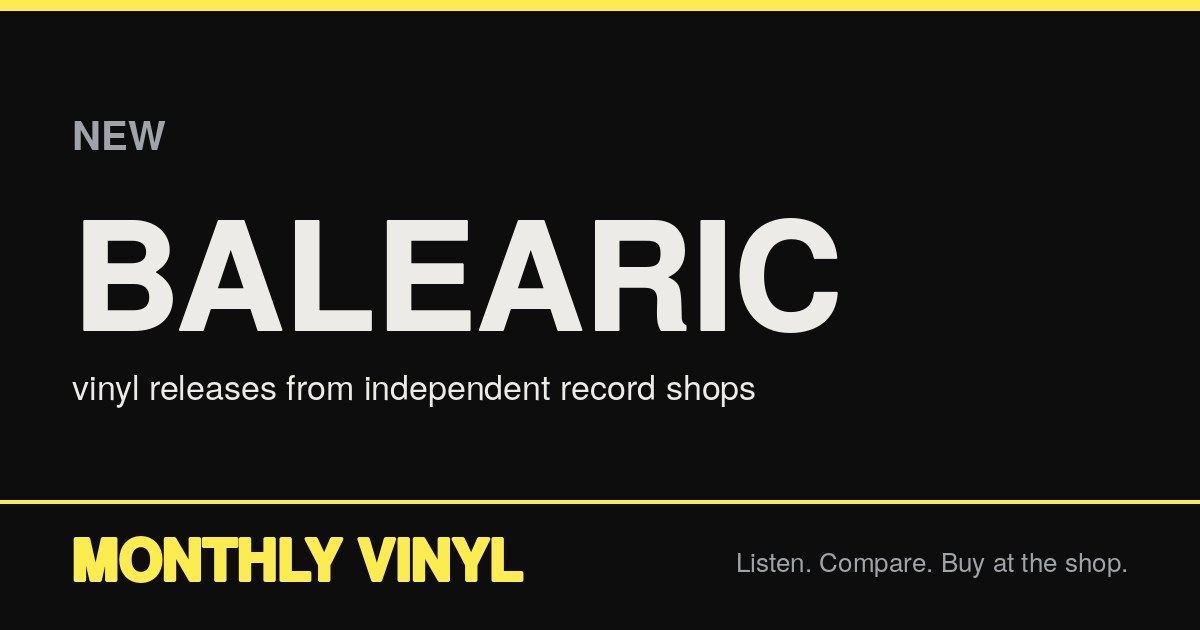 NEW
BALEARIC
vinyl releases from independent record shops
MONTHLY VINYL
Listen. Compare. Buy at the shop.